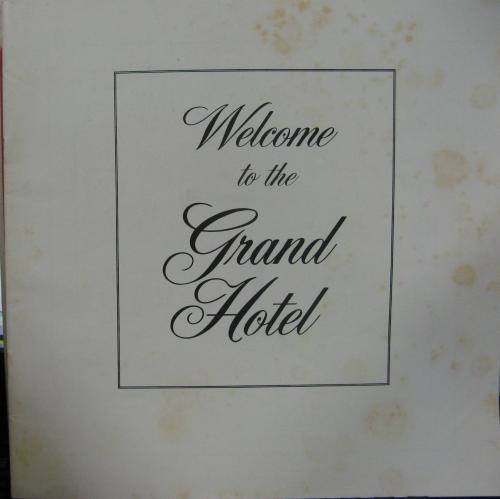 Welcome
to the
Grand
Hotel